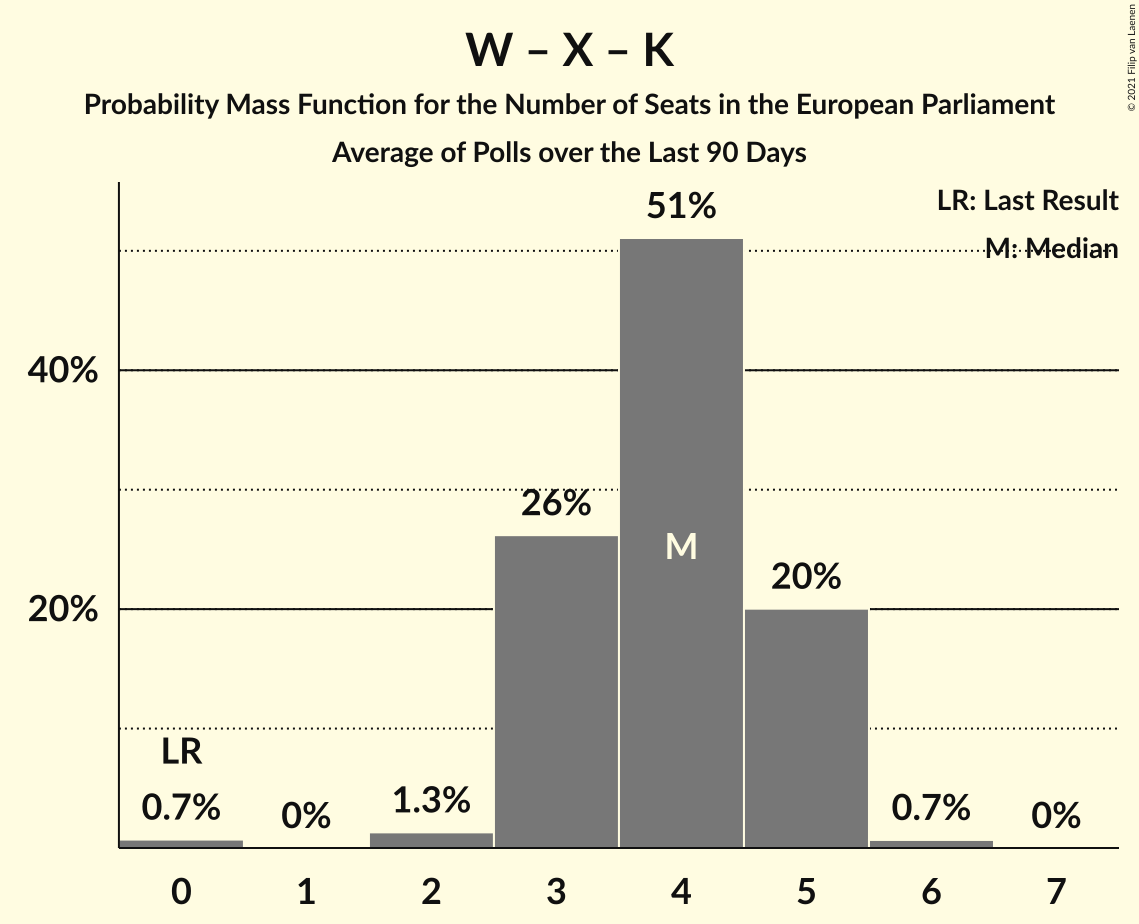 W – X – K
Probability Mass Function for the Number of Seats in the European Parliament
Average of Polls over the Last 90 Days
© 2021 Filip van Laenen
LR: Last Result
M: Median
51%
40%
26%
M
20%
20%
LR
0.7%
0%
1.3%
0.7%
0%
0 1 2 3 4 5 6 7